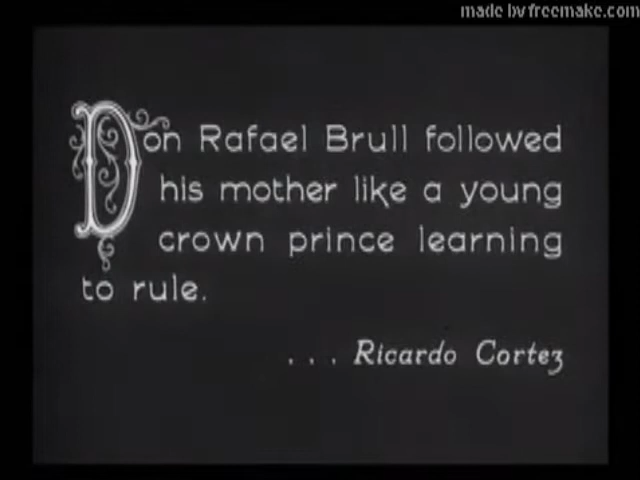 made by freemake.com
Don Rafael Brull followed
his mother like a young
crown prince learning
to rule.
... Ricardo Cortez